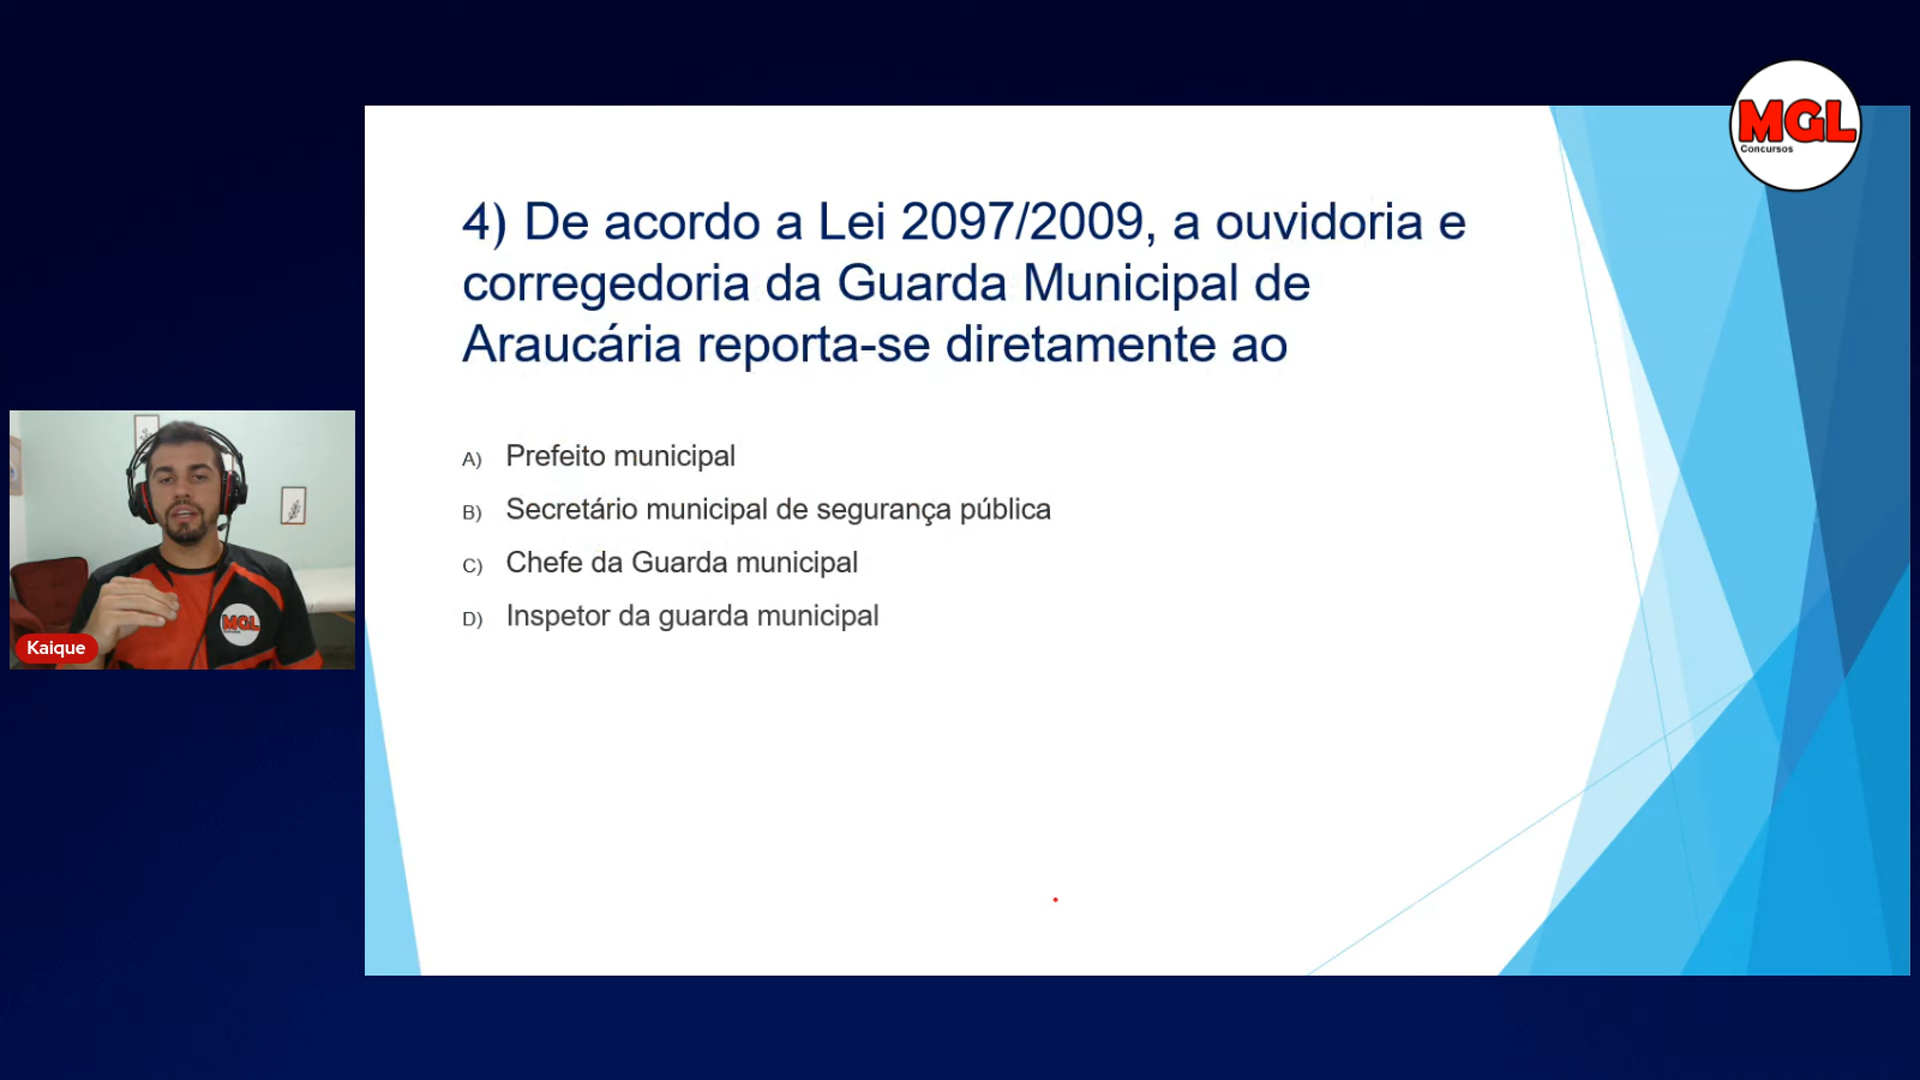 MGL
Concursos
4) De acordo a Lei 2097/2009, a ouvidoria e
corregedoria da Guarda Municipal de
Araucária reporta-se diretamente ao
A) Prefeito municipal
B) Secretário municipal de segurança pública
C) Chefe da Guarda municipal
D) Inspetor da guarda municipal
MGL
Kaique